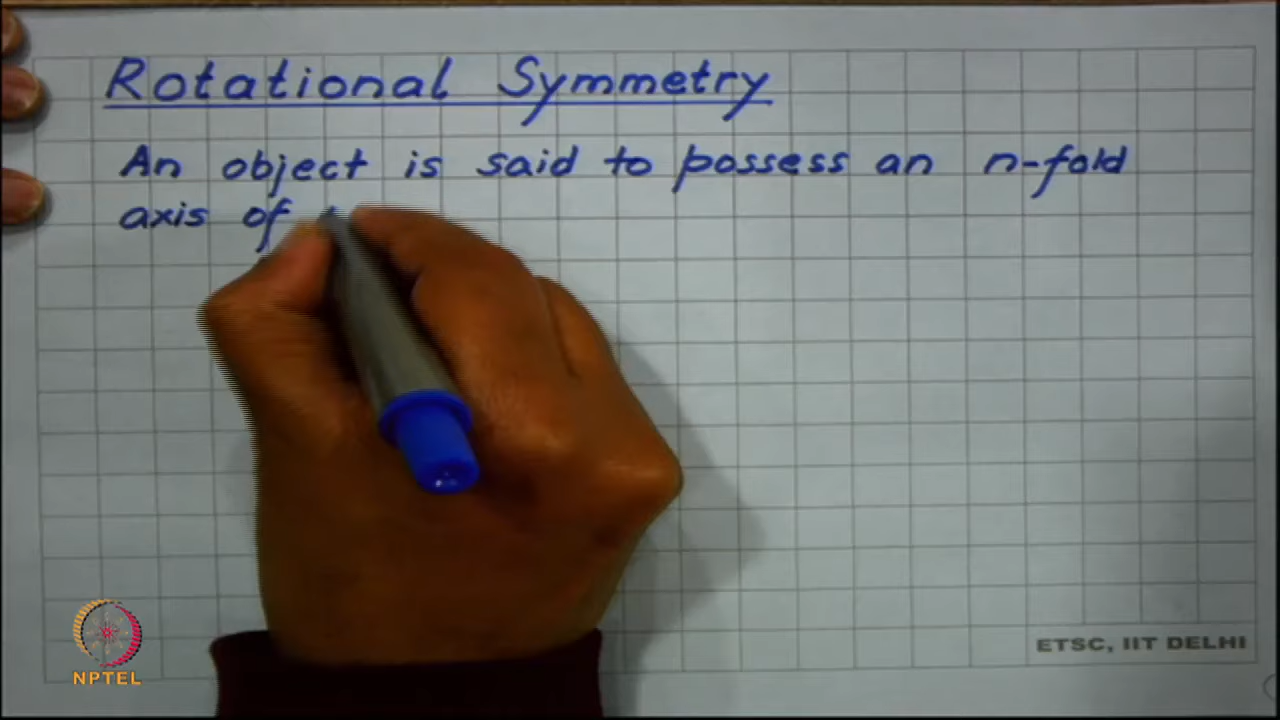 Rotational Symmetry
An object is said to possess an n-fold
axis of
NPTEL
ETSC, IIT DELHI